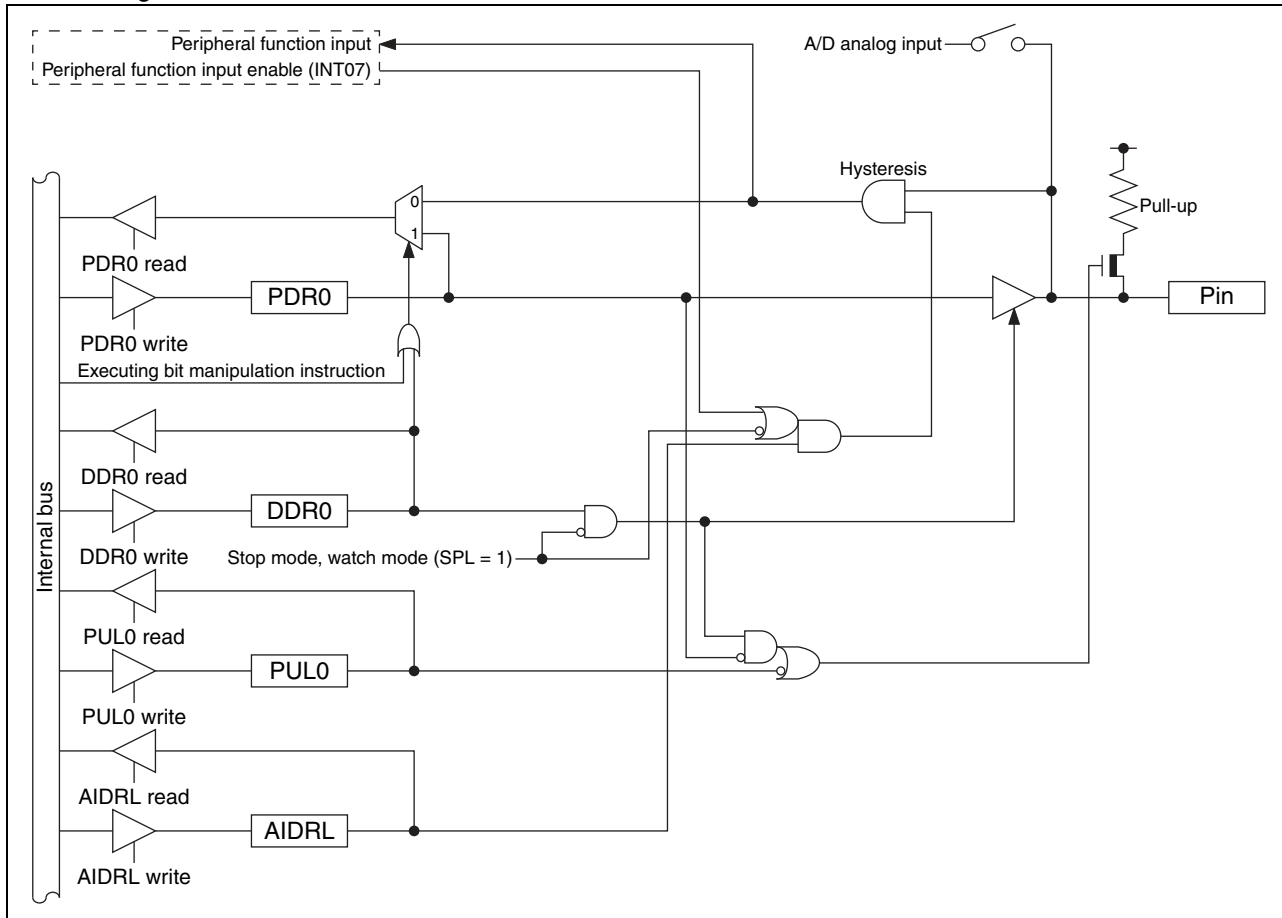 Peripheral function input
A/D analog input
Peripheral function input enable (INT07)
Hysteresis
0
Pull-up
1
PDR0 read
PDR0
Pin
PDR0 write
Executing bit manipulation instruction
DDR0 read
DDR0
DDR0 write
Stop mode, watch mode (SPL = 1)
Internal bus
PUL0 read
PUL0
PUL0 write
AIDRL read
AIDRL
AIDRL write